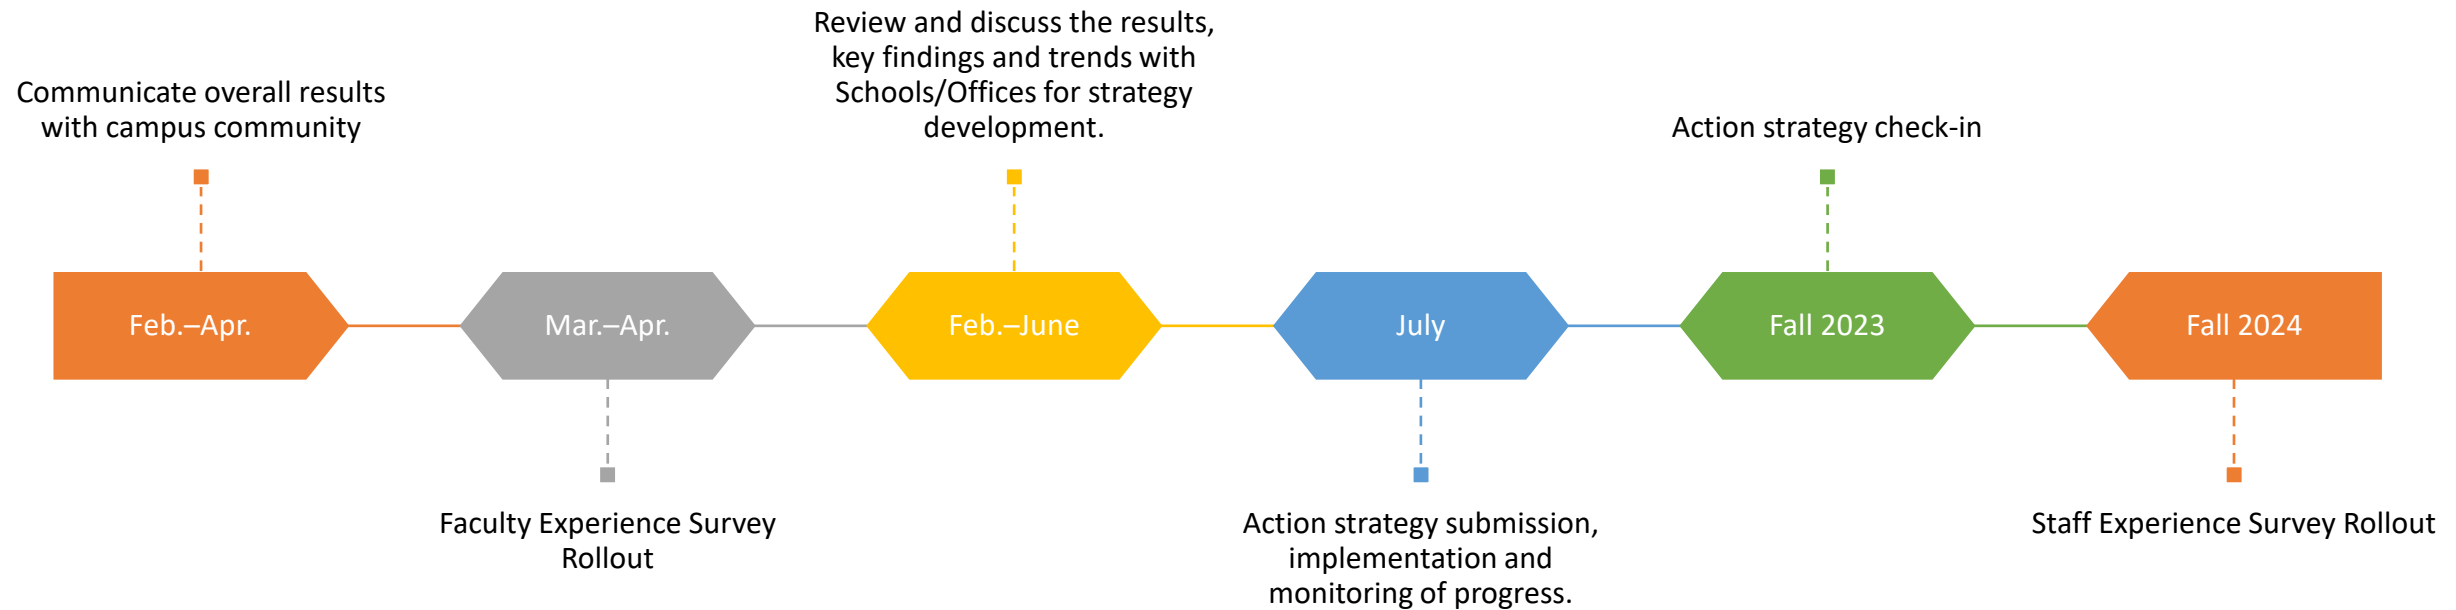 Communicate overall results
with campus community
Feb.–Apr.
Mar.–Apr.
Faculty Experience Survey
Rollout
Review and discuss the results,
key findings and trends with
Schools/Offices for strategy
development.
Feb.–June
July
Action strategy submission,
implementation and
monitoring of progress.
Action strategy check-in
Fall 2023
Fall 2024
Staff Experience Survey Rollout